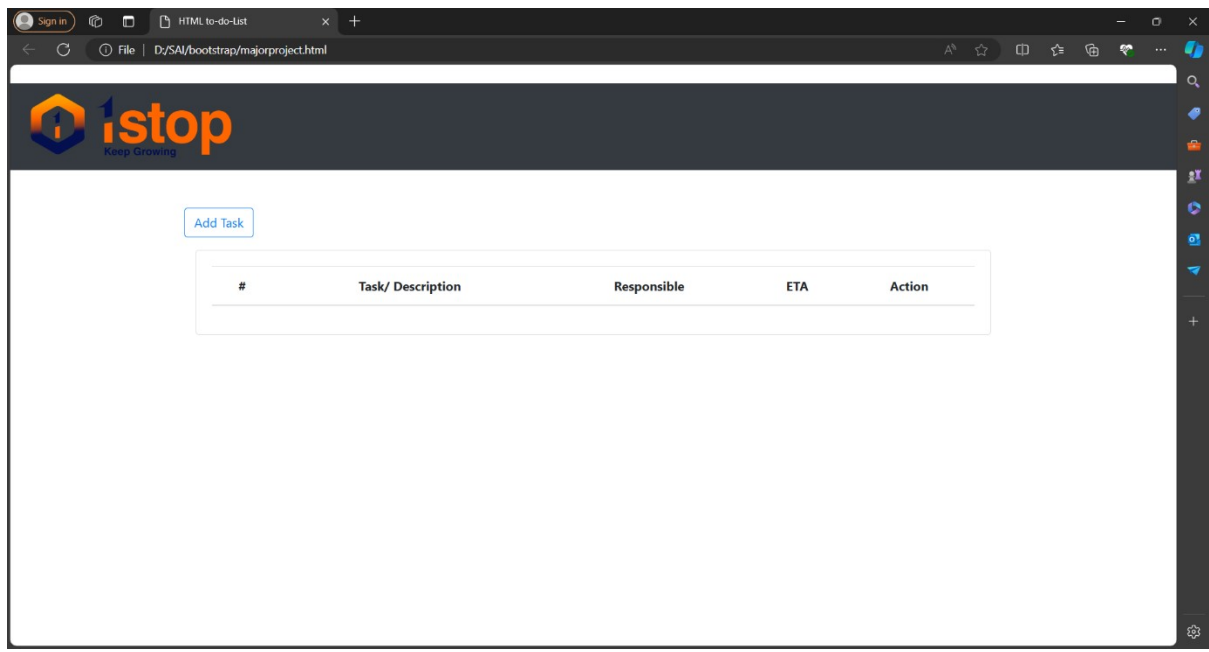 Sign in
HTML to-do-List
File | D:/SAI/bootstrap/majorproject.html
1stop
Keep Growing
Add Task
# Task/ Description Responsible ETA Action